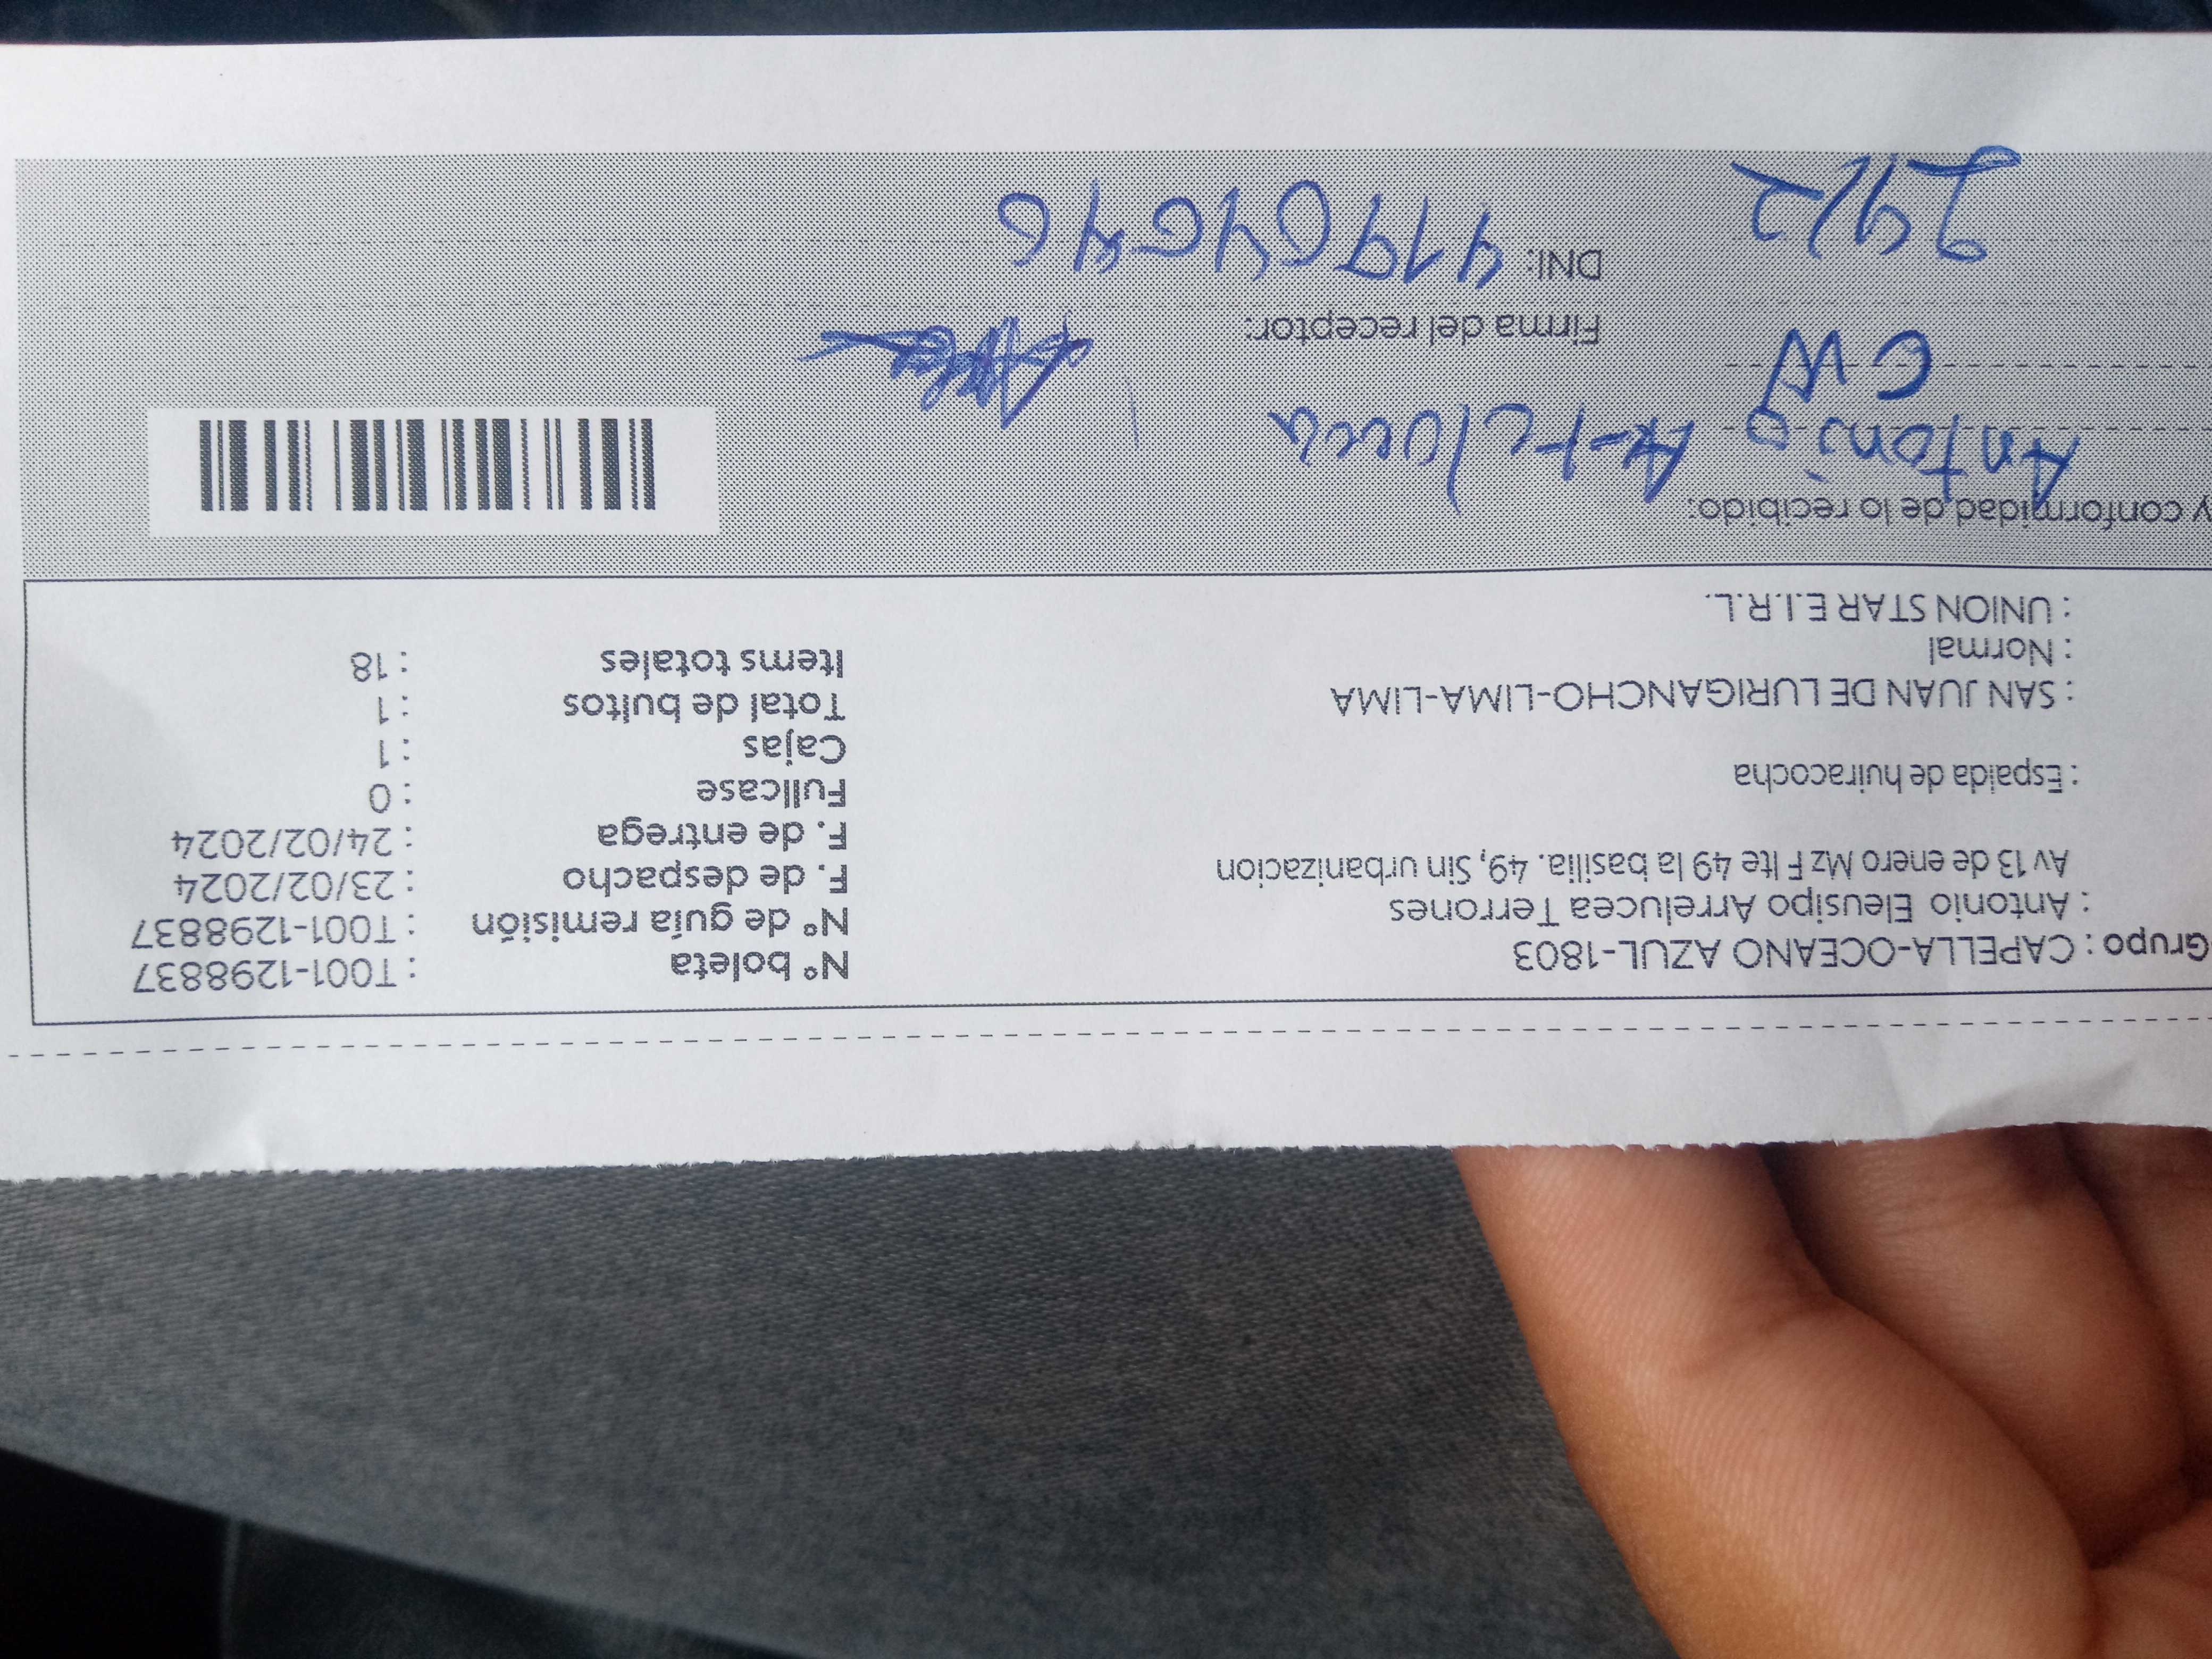 Grupo : CAPELLA-OCEANO AZUL-1803
: Antonio Eleusipo Arrelucea Terrones
Av 13 de enero Mz F lte 49 la basilia. 49, Sin urbanizacion
: Espalda de huiracocha
: SAN JUAN DE LURIGANCHO-LIMA-LIMA
: Normal
: UNION STAR E.I.R.L.
N° boleta : T001-1298837
N° de guía remisión : T001-1298837
F. de despacho : 23/02/2024
F. de entrega : 24/02/2024
Fullcase : 0
Cajas : 1
Total de bultos : 1
Items totales : 18
y conformidad de lo recibido:
Antonio
Firma del receptor:
DNI:
24/2